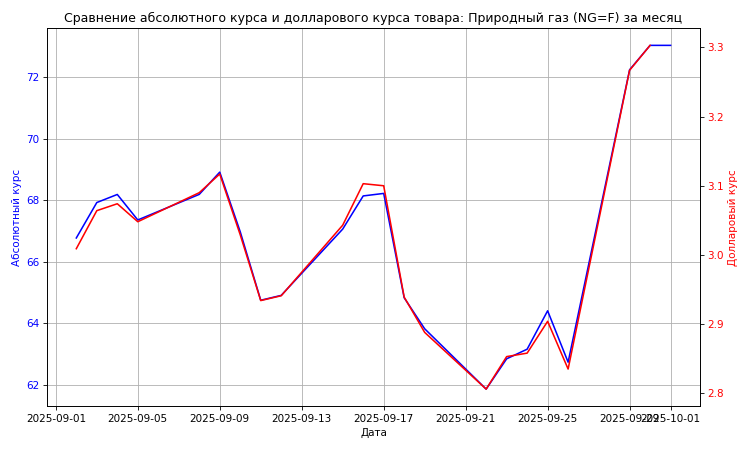 Сравнение абсолютного курса и долларового курса товара: Природный газ (NG=F) за месяц
72
70
68
66
64
62
Абсолютный курс
3.3
3.2
3.1
3.0
2.9
2.8
Долларовый курс
2025-09-01 2025-09-05 2025-09-09 2025-09-13 2025-09-17 2025-09-21 2025-09-25 2025-09-29 2025-10-01
Дата